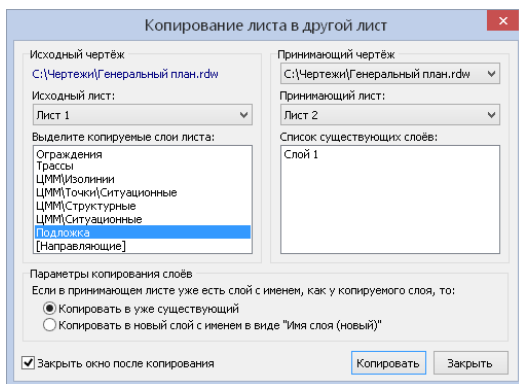 Копирование листа в другой лист
Исходный чертёж
C:\Чертежи\Генеральный план.rdw
Исходный лист:
Лист 1
Выделите копируемые слои листа:
Ограждения
Трассы
ЦММ\Изолинии
ЦММ\Точки\Ситуационные
ЦММ\Структурные
ЦММ\Ситуационные
Подложка
[Направляющие]
Принимающий чертёж
C:\Чертежи\Генеральный план.rdw
Принимающий лист:
Лист 2
Список существующих слоёв:
Слой 1
Параметры копирования слоёв
Если в принимающем листе уже есть слой с именем, как у копируемого слоя, то:
Копировать в уже существующий
Копировать в новый слой с именем в виде "Имя слоя (новый)"
Закрыть окно после копирования
Копировать
Закрыть